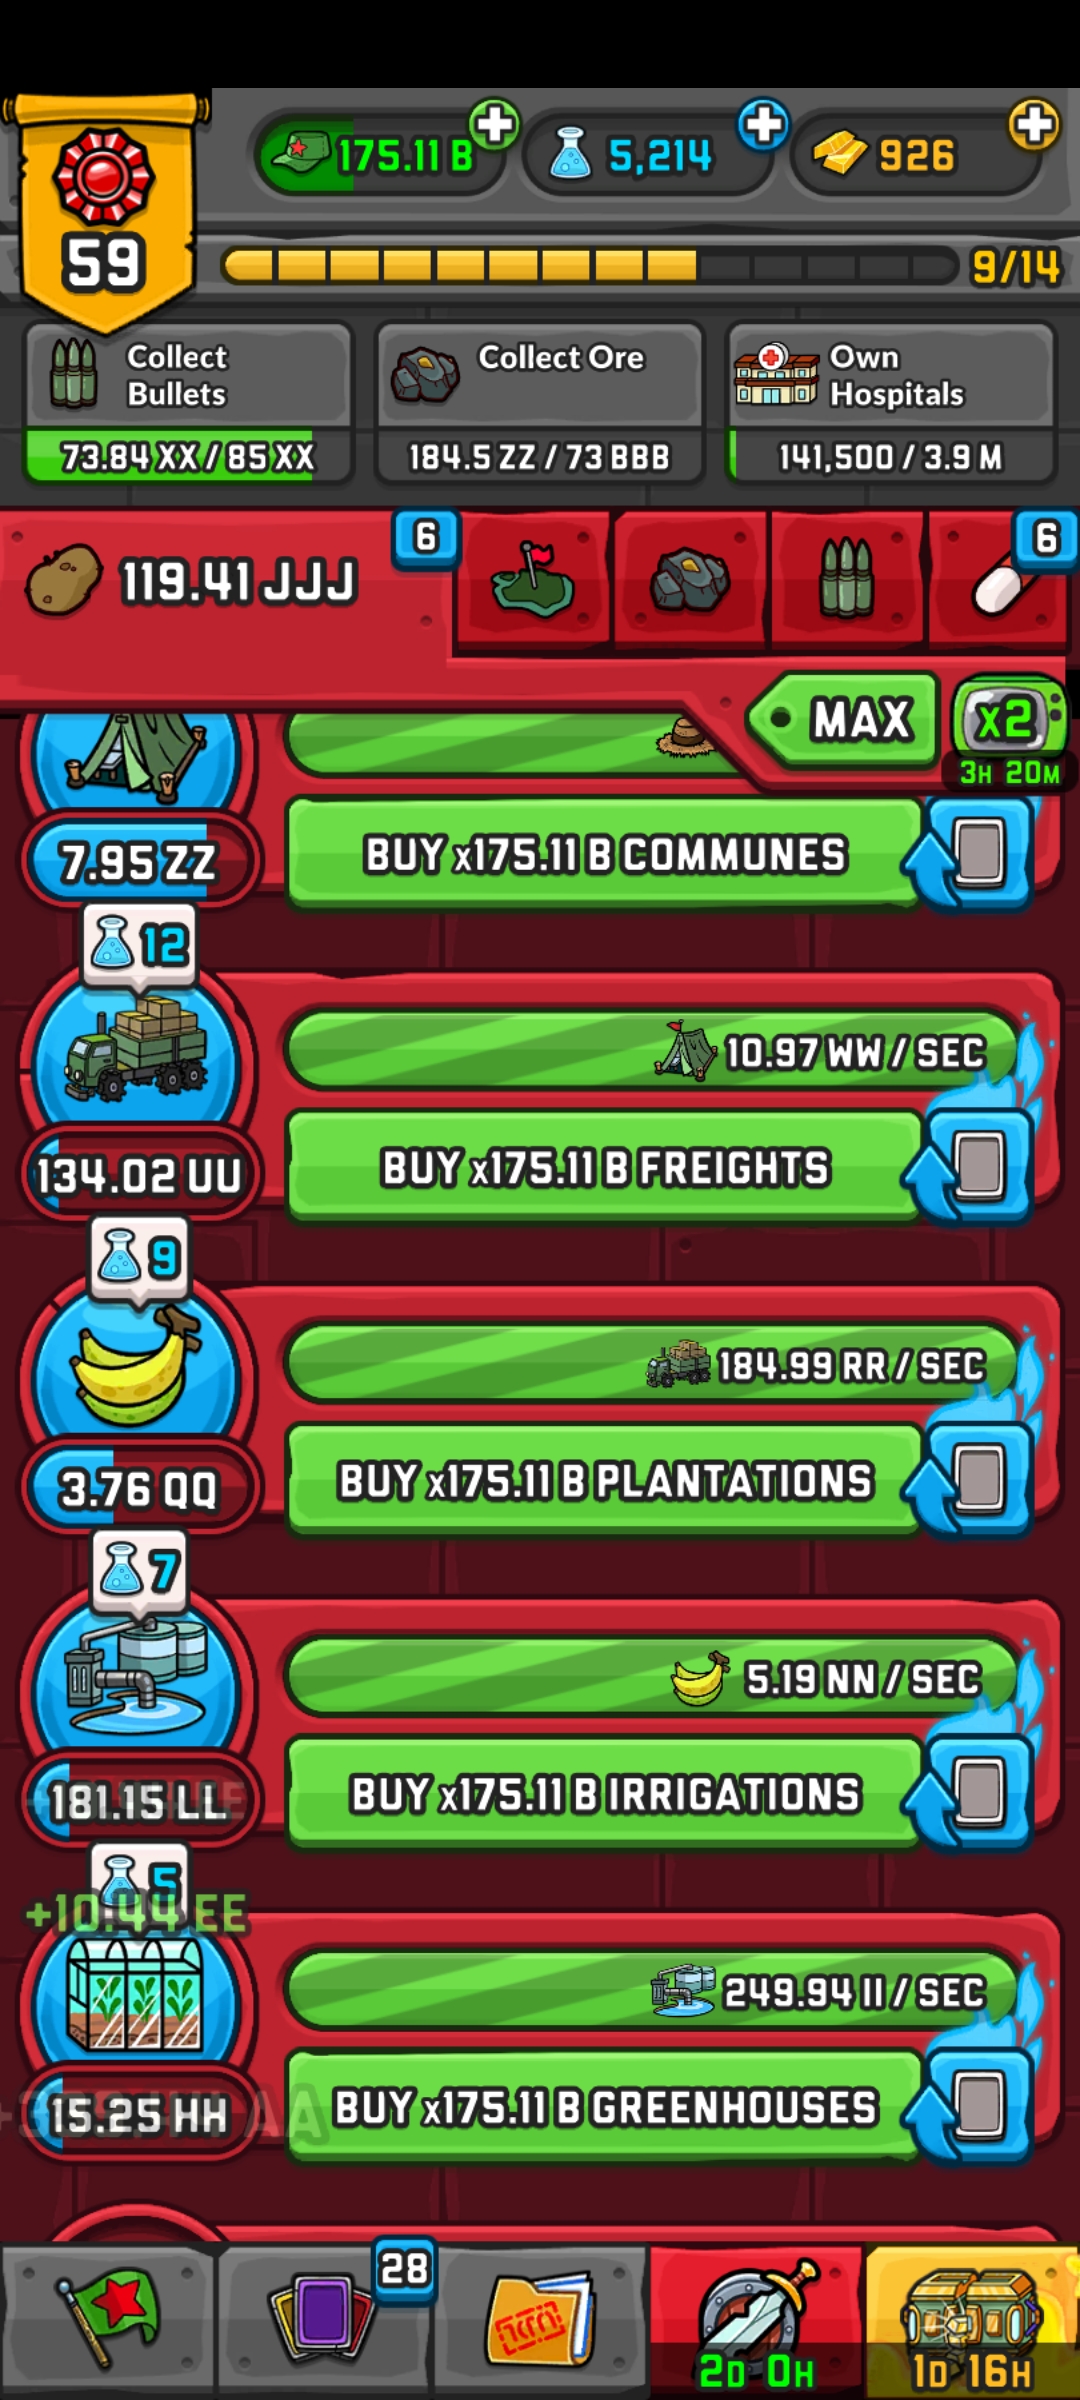 175.11 B
5,214
926
59
9/14
Collect
Bullets
73.84 XX / 85 XX
Collect Ore
184.5 ZZ / 73 BBB
Own
Hospitals
141,500 / 3.9 M
119.41 JJJ
6
6
MAX
x2
3H 20M
7.95 ZZ
BUY x175.11 B COMMUNES
12
10.97 WW / SEC
134.02 UU
BUY x175.11 B FREIGHTS
9
184.99 RR / SEC
3.76 QQ
BUY x175.11 B PLANTATIONS
7
5.19 NN / SEC
181.15 LL
BUY x175.11 B IRRIGATIONS
5
+10.44 EE
249.94 II / SEC
15.25 HH
BUY x175.11 B GREENHOUSES
28
2D 0H
1D 16H